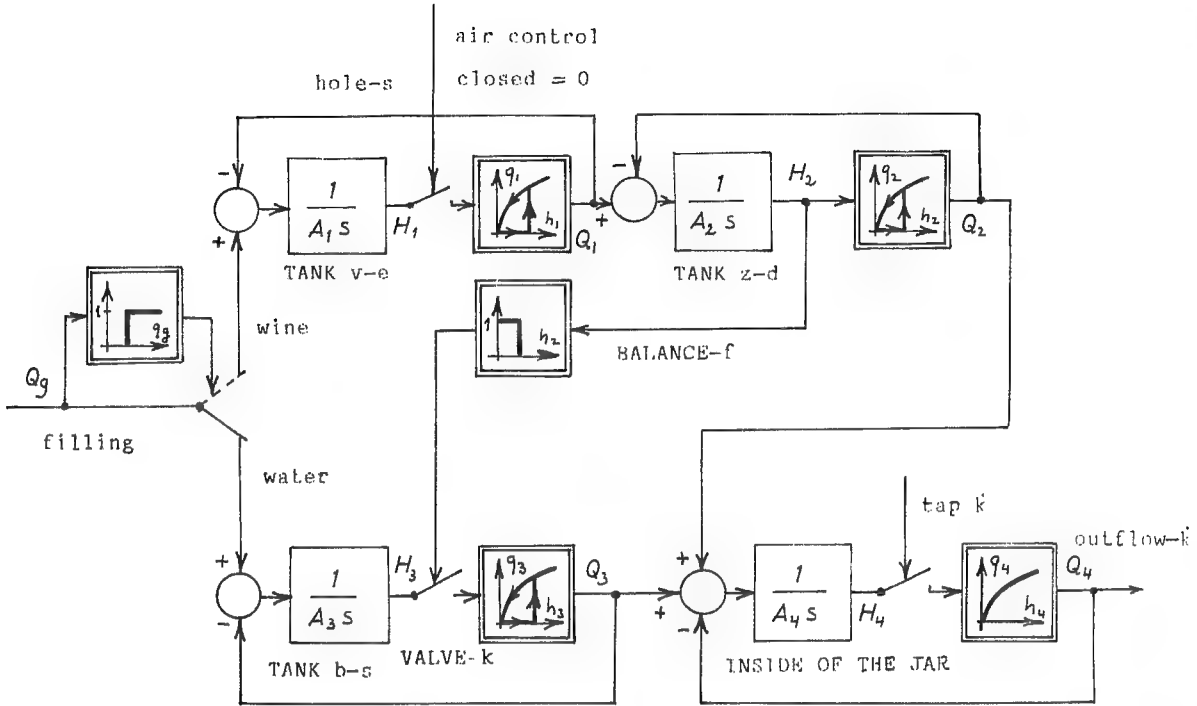 air control
hole-s
closed = 0
-
+
1
A₁ s
H₁
q₁
h₁
Q₁
TANK v-e
-
+
1
A₂ s
H₂
q₂
h₂
Q₂
TANK z-d
1
q_g
wine
1
h₂
BALANCE-f
Q_g
filling
water
tap k
outflow-k
+
-
1
A₃ s
H₃
q₃
h₃
Q₃
TANK b-s
VALVE-k
+
+
-
1
A₄ s
H₄
q₄
h₄
Q₄
INSIDE OF THE JAR